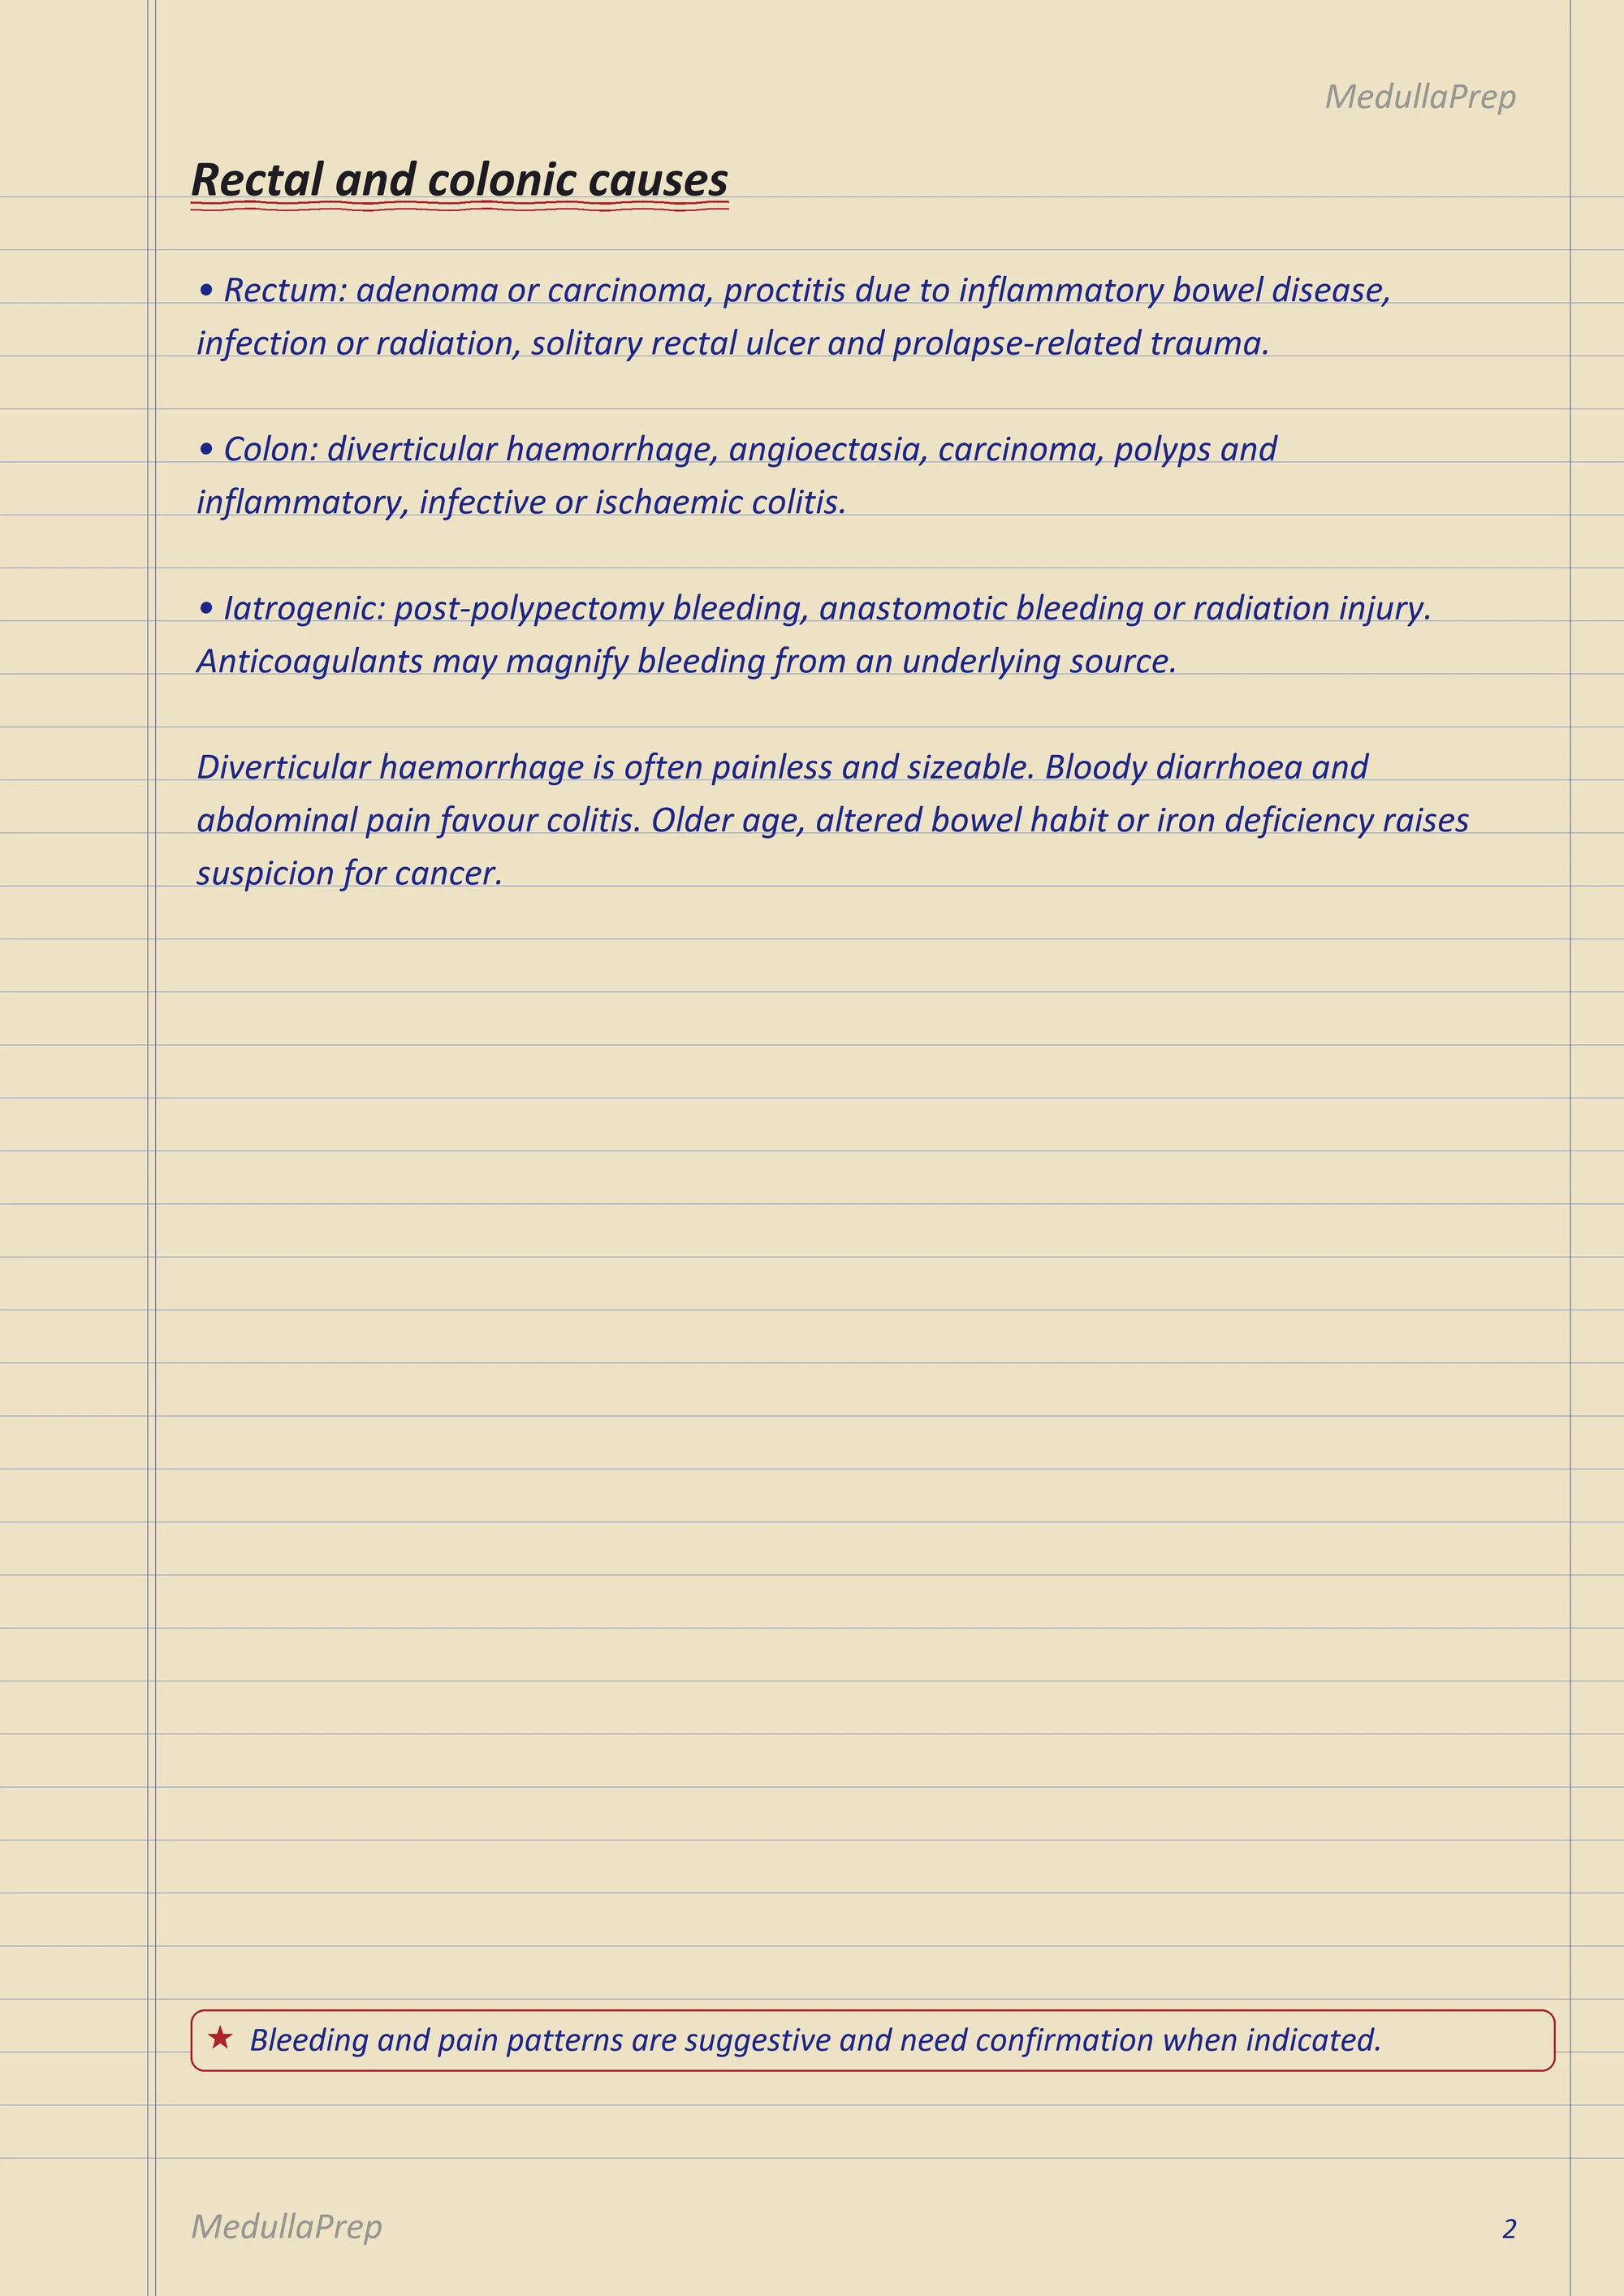 MedullaPrep
Rectal and colonic causes
• Rectum: adenoma or carcinoma, proctitis due to inflammatory bowel disease,
infection or radiation, solitary rectal ulcer and prolapse-related trauma.
• Colon: diverticular haemorrhage, angioectasia, carcinoma, polyps and
inflammatory, infective or ischaemic colitis.
• Iatrogenic: post-polypectomy bleeding, anastomotic bleeding or radiation injury.
Anticoagulants may magnify bleeding from an underlying source.
Diverticular haemorrhage is often painless and sizeable. Bloody diarrhoea and
abdominal pain favour colitis. Older age, altered bowel habit or iron deficiency raises
suspicion for cancer.
★ Bleeding and pain patterns are suggestive and need confirmation when indicated.
MedullaPrep
2